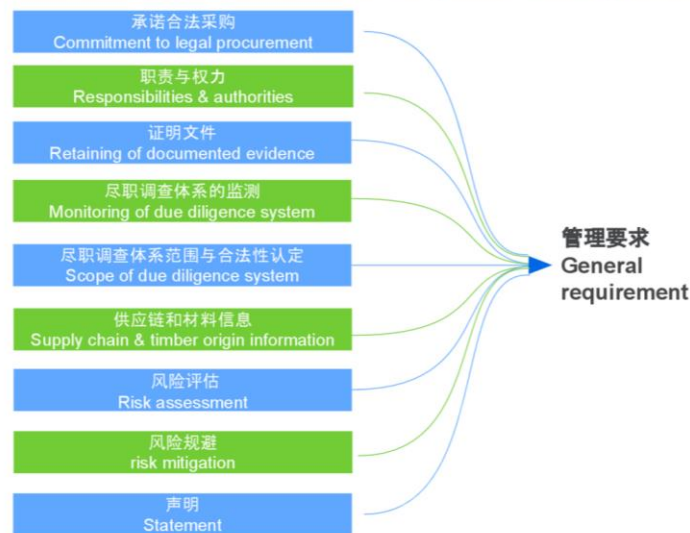 承诺合法采购
Commitment to legal procurement
职责与权力
Responsibilities & authorities
证明文件
Retaining of documented evidence
尽职调查体系的监测
Monitoring of due diligence system
尽职调查体系范围与合法性认定
Scope of due diligence system
供应链和材料信息
Supply chain & timber origin information
风险评估
Risk assessment
风险规避
risk mitigation
声明
Statement
管理要求
General
requirement